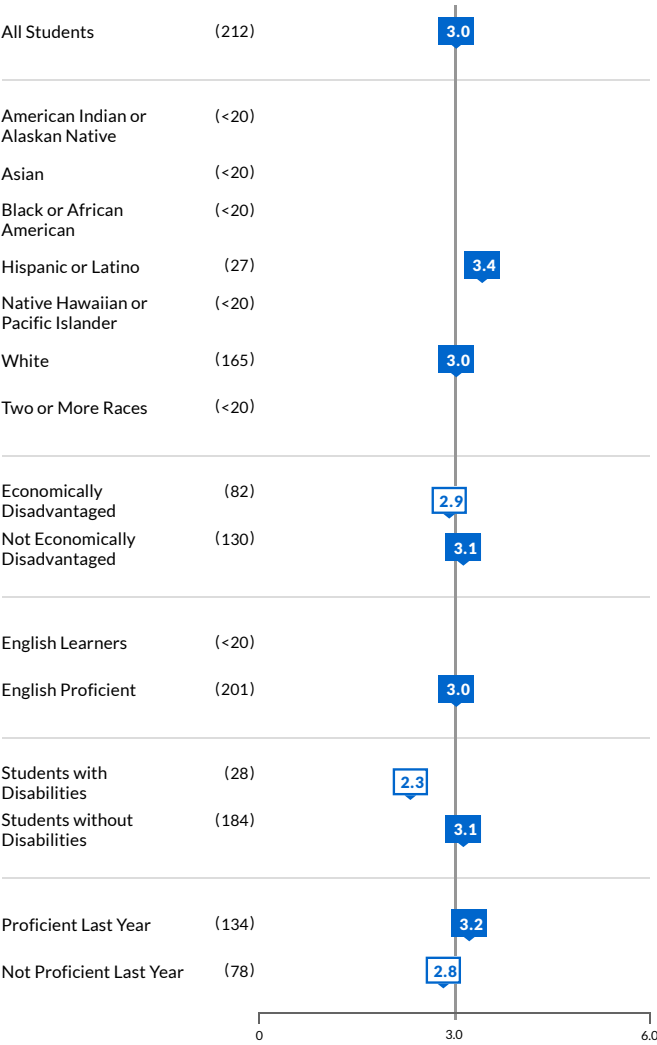 All Students (212) 3.0
American Indian or (<20)
Alaskan Native
Asian (<20)
Black or African (<20)
American
Hispanic or Latino (27) 3.4
Native Hawaiian or (<20)
Pacific Islander
White (165) 3.0
Two or More Races (<20)
Economically (82) 2.9
Disadvantaged
Not Economically (130) 3.1
Disadvantaged
English Learners (<20)
English Proficient (201) 3.0
Students with (28) 2.3
Disabilities
Students without (184) 3.1
Disabilities
Proficient Last Year (134) 3.2
Not Proficient Last Year (78) 2.8
0 3.0 6.0